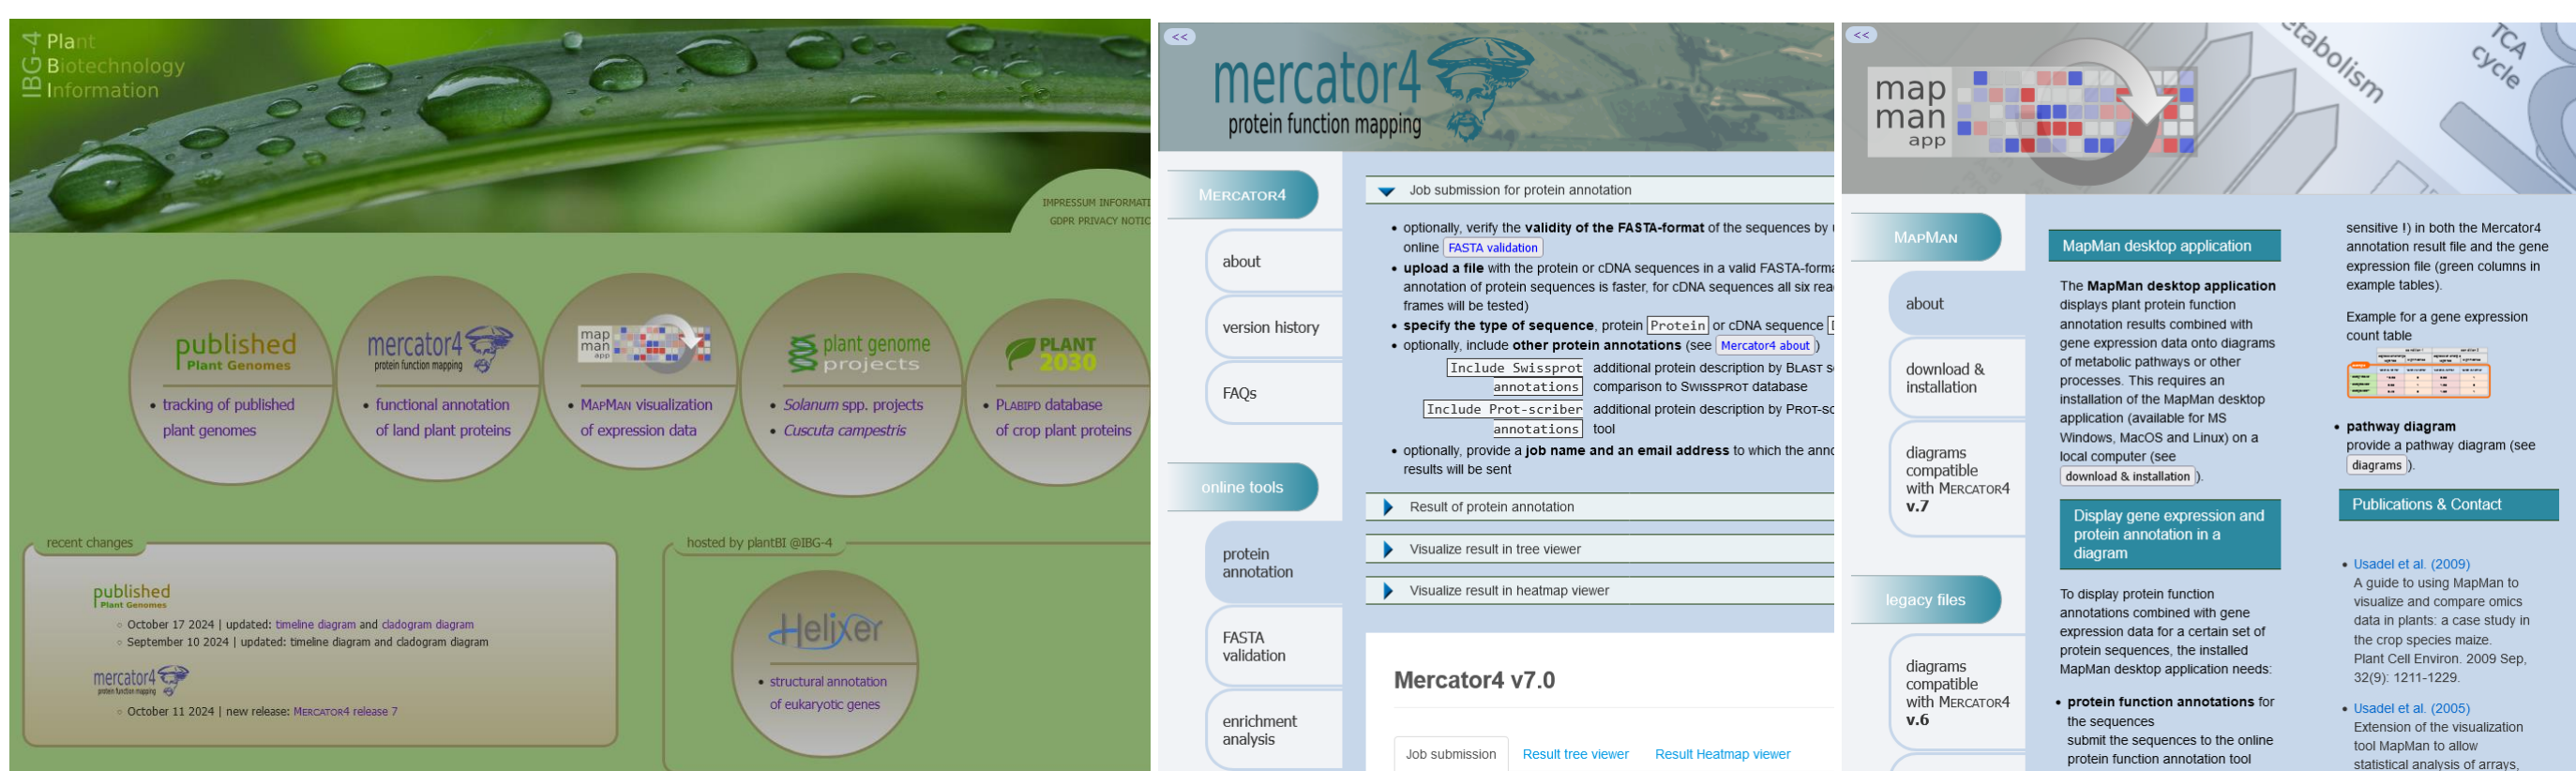 IBG-4
Plant
Biotechnology
Information
IMPRESSUM INFORMATI
GDPR PRIVACY NOTIC
published
Plant Genomes
• tracking of published
plant genomes
mercator4
protein function mapping
• functional annotation
of land plant proteins
map
man
app
• MAPMAN visualization
of expression data
plant genome
projects
• Solanum spp. projects
• Cuscuta campestris
PLANT
2030
• PLABIPD database
of crop plant proteins
recent changes
published
Plant Genomes
○ October 17 2024 | updated: timeline diagram and cladogram diagram
○ September 10 2024 | updated: timeline diagram and cladogram diagram
mercator4
protein function mapping
○ October 11 2024 | new release: MERCATOR4 release 7
hosted by plantBI @IBG-4
Helixer
• structural annotation
of eukaryotic genes
<<
mercator4
protein function mapping
MERCATOR4
about
version history
FAQs
online tools
protein
annotation
FASTA
validation
enrichment
analysis
Job submission for protein annotation
• optionally, verify the validity of the FASTA-format of the sequences by
online FASTA validation
• upload a file with the protein or cDNA sequences in a valid FASTA-forma
annotation of protein sequences is faster, for cDNA sequences all six rea
frames will be tested)
• specify the type of sequence, protein Protein or cDNA sequence
• optionally, include other protein annotations (see Mercator4 about )
Include Swissprot additional protein description by BLAST s
annotations comparison to SWISSPROT database
Include Prot-scriber additional protein description by PROT-SC
annotations tool
• optionally, provide a job name and an email address to which the anno
results will be sent
Result of protein annotation
Visualize result in tree viewer
Visualize result in heatmap viewer
Mercator4 v7.0
Job submission Result tree viewer Result Heatmap viewer
<<
map
man
app
etabolism
TCA
cycle
MAPMAN
about
download &
installation
diagrams
compatible
with MERCATOR4
v.7
legacy files
diagrams
compatible
with MERCATOR4
v.6
MapMan desktop application
The MapMan desktop application
displays plant protein function
annotation results combined with
gene expression data onto diagrams
of metabolic pathways or other
processes. This requires an
installation of the MapMan desktop
application (available for MS
Windows, MacOS and Linux) on a
local computer (see
download & installation ).
Display gene expression and
protein annotation in a
diagram
To display protein function
annotations combined with gene
expression data for a certain set of
protein sequences, the installed
MapMan desktop application needs:
• protein function annotations for
the sequences
submit the sequences to the online
protein function annotation tool
sensitive !) in both the Mercator4
annotation result file and the gene
expression file (green columns in
example tables).
Example for a gene expression
count table
• pathway diagram
provide a pathway diagram (see
diagrams ).
Publications & Contact
• Usadel et al. (2009)
A guide to using MapMan to
visualize and compare omics
data in plants: a case study in
the crop species maize.
Plant Cell Environ. 2009 Sep,
32(9): 1211-1229.
• Usadel et al. (2005)
Extension of the visualization
tool MapMan to allow
statistical analysis of arrays,